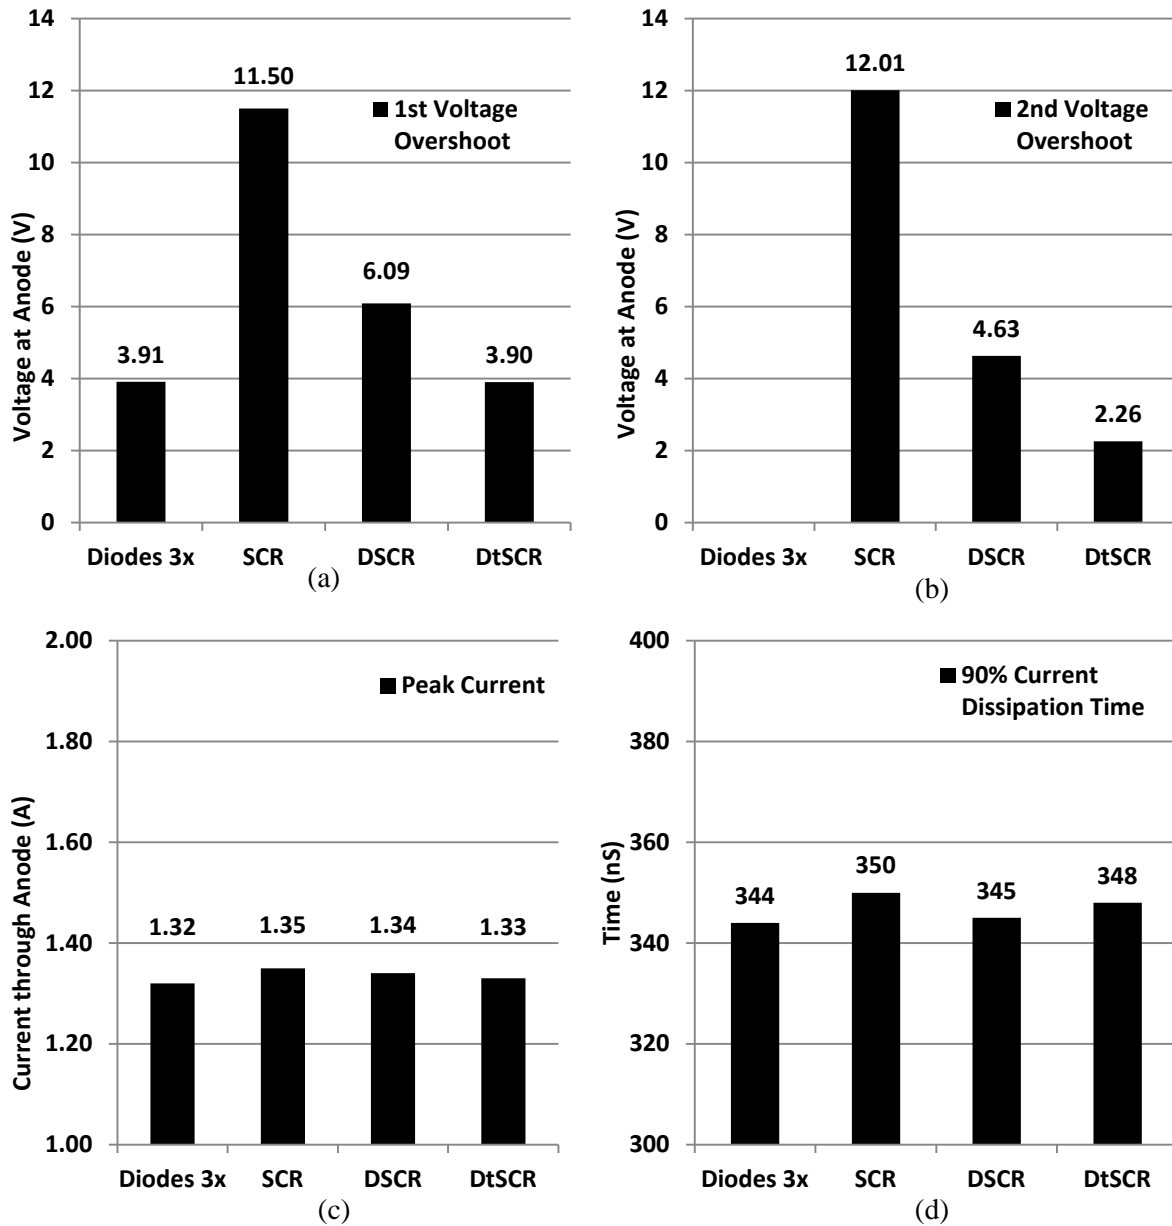 14
12
10
8
6
4
2
0
Voltage at Anode (V)
1st Voltage
Overshoot
3.91
11.50
6.09
3.90
Diodes 3x
SCR
DSCR
DtSCR
(a)
14
12
10
8
6
4
2
0
Voltage at Anode (V)
2nd Voltage
Overshoot
12.01
4.63
2.26
Diodes 3x
SCR
DSCR
DtSCR
(b)
2.00
1.80
1.60
1.40
1.20
1.00
Current through Anode (A)
Peak Current
1.32
1.35
1.34
1.33
Diodes 3x
SCR
DSCR
DtSCR
(c)
400
380
360
340
320
300
Time (nS)
90% Current
Dissipation Time
344
350
345
348
Diodes 3x
SCR
DSCR
DtSCR
(d)